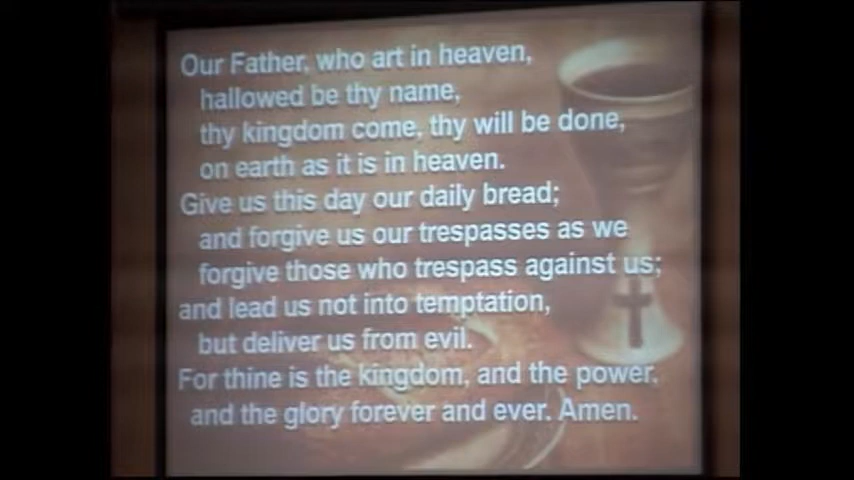 Our Father, who art in heaven,
hallowed be thy name,
thy kingdom come, thy will be done,
on earth as it is in heaven.
Give us this day our daily bread;
and forgive us our trespasses as we
forgive those who trespass against us;
and lead us not into temptation,
but deliver us from evil.
For thine is the kingdom, and the power,
and the glory forever and ever. Amen.